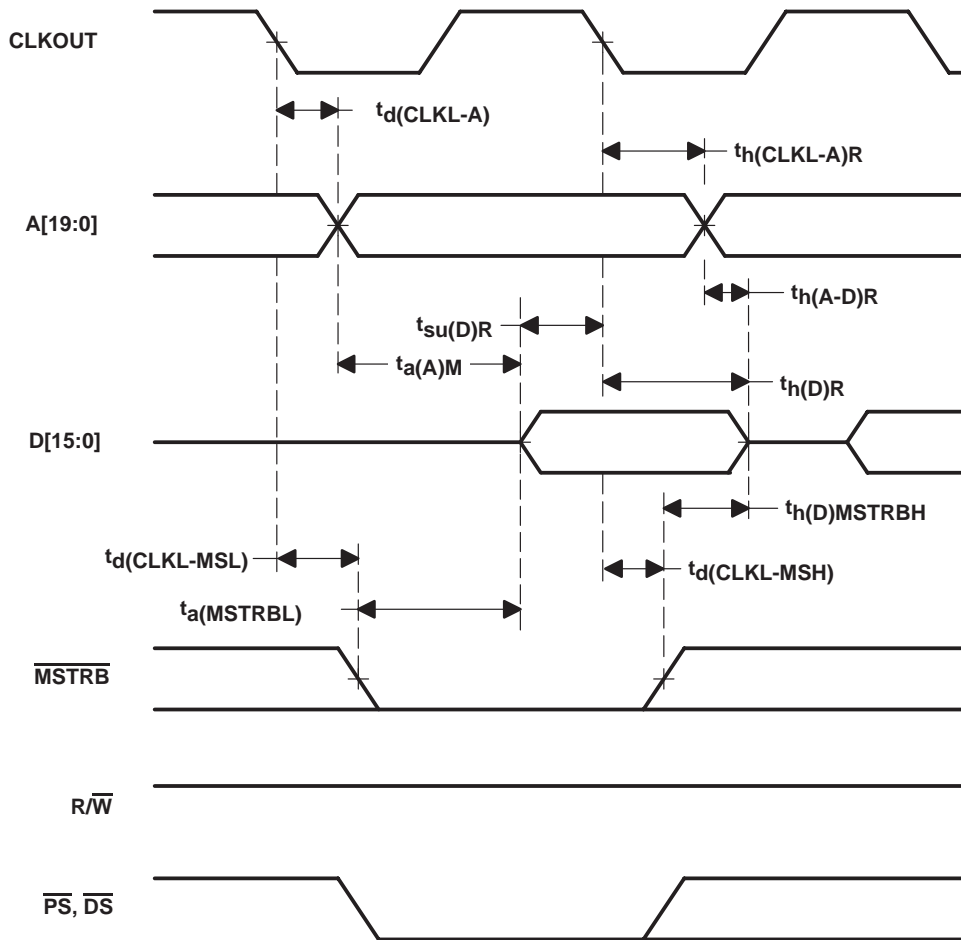 CLKOUT
td(CLKL-A)
th(CLKL-A)R
A[19:0]
th(A-D)R
tsu(D)R
ta(A)M
th(D)R
D[15:0]
th(D)MSTRBH
td(CLKL-MSL)
td(CLKL-MSH)
ta(MSTRBL)
MSTRB
R/W
PS, DS